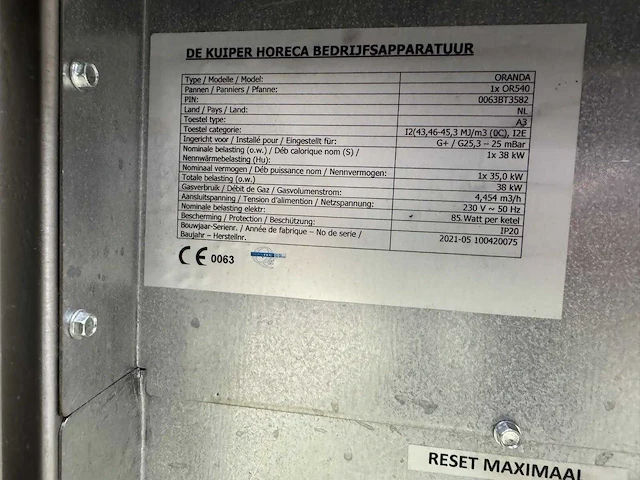 DE KUIPER HORECA BEDRIJFSAPPARATUUR
Type / Modelle / Model: ORANDA
Pannen / Panniers / Pfanne: 1x OR540
PIN: 0063BT3582
Land / Pays / Land: NL
Toestel type: A3
Toestel categorie: I2(43,46-45,3 MJ/m3 (0C), I2E
Ingericht voor / Installé pour / Eingestellt für: G+ / G25,3 – 25 mBar
Nominale belasting (o.w.) / Déb calorique nom (S) / 1x 38 kW
Nennwärmebelasting (Hu):
Nominaal vermogen / Déb puissance nom / Nennvermogen: 1x 35,0 kW
Totale belasting (o.w.) 38 kW
Gasverbruik / Débit de Gaz / Gasvolumenstrom: 4,454 m3/h
Aansluitspanning / Tension d'alimention / Netzspannung: 230 V ~ 50 Hz
Nominale belasting elektr: 85 Watt per ketel
Bescherming / Protection / Beschützung: IP20
Bouwjaar-Serienr. / Année de fabrique – No de serie / 2021-05 100420075
Baujahr – Herstellnr.
CE 0063
RESET MAXIMAAL